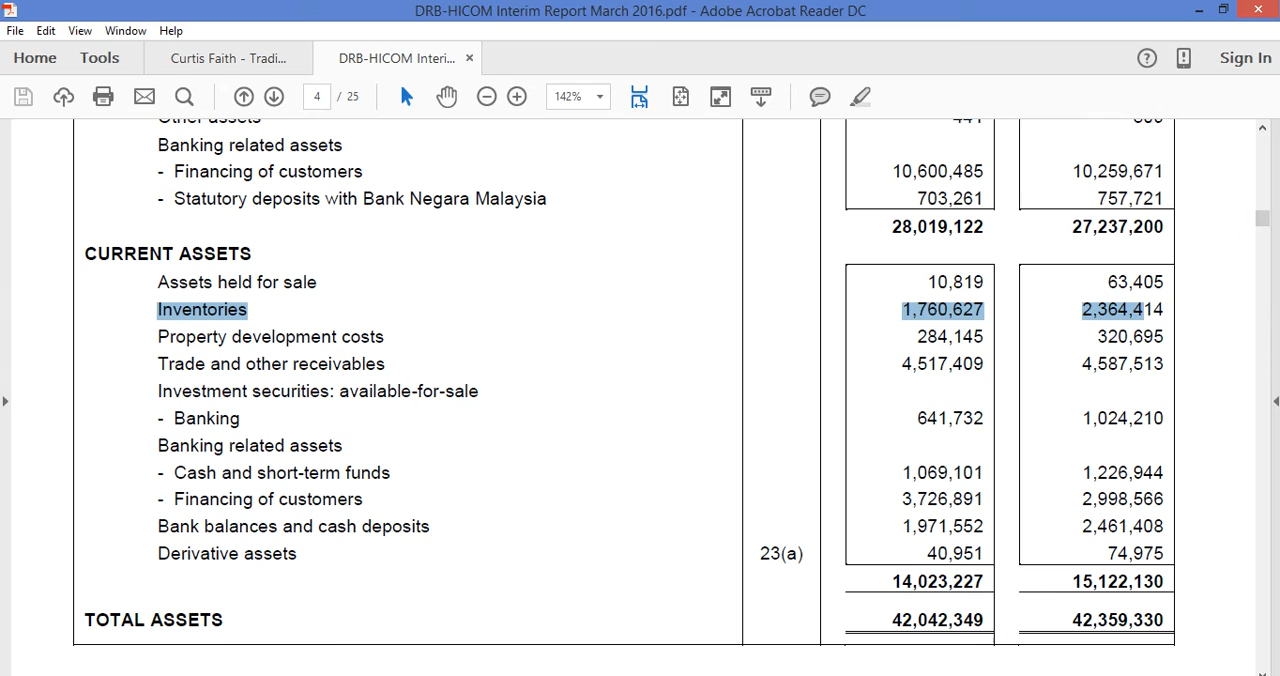 DRB-HICOM Interim Report March 2016.pdf - Adobe Acrobat Reader DC
File Edit View Window Help
Home Tools Curtis Faith - Tradi... DRB-HICOM Interi... × Sign In
4 / 25 142%
Banking related assets
- Financing of customers 10,600,485 10,259,671
- Statutory deposits with Bank Negara Malaysia 703,261 757,721
28,019,122 27,237,200
CURRENT ASSETS
Assets held for sale 10,819 63,405
Inventories 1,760,627 2,364,414
Property development costs 284,145 320,695
Trade and other receivables 4,517,409 4,587,513
Investment securities: available-for-sale
- Banking 641,732 1,024,210
Banking related assets
- Cash and short-term funds 1,069,101 1,226,944
- Financing of customers 3,726,891 2,998,566
Bank balances and cash deposits 1,971,552 2,461,408
Derivative assets 23(a) 40,951 74,975
14,023,227 15,122,130
TOTAL ASSETS 42,042,349 42,359,330